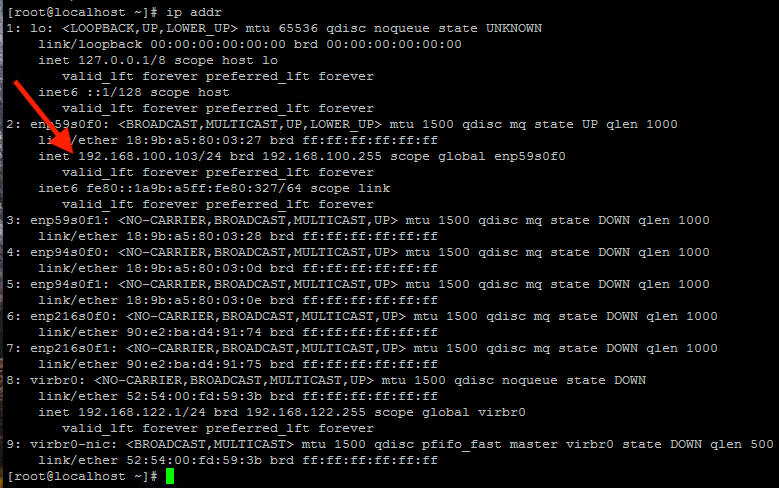 [root@localhost ~]# ip addr
1: lo: <LOOPBACK,UP,LOWER_UP> mtu 65536 qdisc noqueue state UNKNOWN
    link/loopback 00:00:00:00:00:00 brd 00:00:00:00:00:00
    inet 127.0.0.1/8 scope host lo
       valid_lft forever preferred_lft forever
    inet6 ::1/128 scope host
       valid_lft forever preferred_lft forever
2: enp59s0f0: <BROADCAST,MULTICAST,UP,LOWER_UP> mtu 1500 qdisc mq state UP qlen 1000
    link/ether 18:9b:a5:80:03:27 brd ff:ff:ff:ff:ff:ff
    inet 192.168.100.103/24 brd 192.168.100.255 scope global enp59s0f0
       valid_lft forever preferred_lft forever
    inet6 fe80::1a9b:a5ff:fe80:327/64 scope link
       valid_lft forever preferred_lft forever
3: enp59s0f1: <NO-CARRIER,BROADCAST,MULTICAST,UP> mtu 1500 qdisc mq state DOWN qlen 1000
    link/ether 18:9b:a5:80:03:28 brd ff:ff:ff:ff:ff:ff
4: enp94s0f0: <NO-CARRIER,BROADCAST,MULTICAST,UP> mtu 1500 qdisc mq state DOWN qlen 1000
    link/ether 18:9b:a5:80:03:0d brd ff:ff:ff:ff:ff:ff
5: enp94s0f1: <NO-CARRIER,BROADCAST,MULTICAST,UP> mtu 1500 qdisc mq state DOWN qlen 1000
    link/ether 18:9b:a5:80:03:0e brd ff:ff:ff:ff:ff:ff
6: enp216s0f0: <NO-CARRIER,BROADCAST,MULTICAST,UP> mtu 1500 qdisc mq state DOWN qlen 1000
    link/ether 90:e2:ba:d4:91:74 brd ff:ff:ff:ff:ff:ff
7: enp216s0f1: <NO-CARRIER,BROADCAST,MULTICAST,UP> mtu 1500 qdisc mq state DOWN qlen 1000
    link/ether 90:e2:ba:d4:91:75 brd ff:ff:ff:ff:ff:ff
8: virbr0: <NO-CARRIER,BROADCAST,MULTICAST,UP> mtu 1500 qdisc noqueue state DOWN
    link/ether 52:54:00:fd:59:3b brd ff:ff:ff:ff:ff:ff
    inet 192.168.122.1/24 brd 192.168.122.255 scope global virbr0
       valid_lft forever preferred_lft forever
9: virbr0-nic: <BROADCAST,MULTICAST> mtu 1500 qdisc pfifo_fast master virbr0 state DOWN qlen 500
    link/ether 52:54:00:fd:59:3b brd ff:ff:ff:ff:ff:ff
[root@localhost ~]#